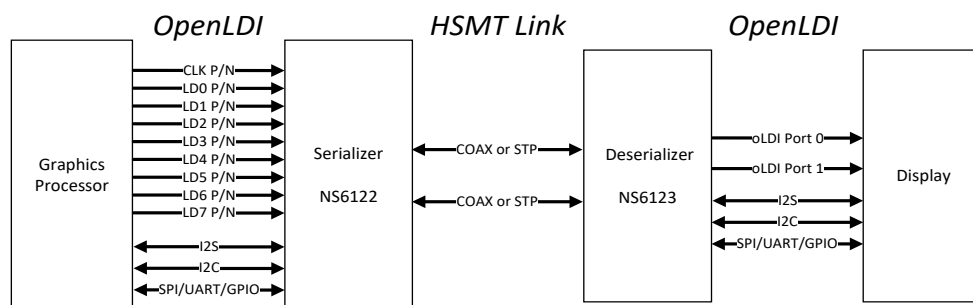 OpenLDI
HSMT Link
OpenLDI
CLK P/N
LD0 P/N
LD1 P/N
LD2 P/N
LD3 P/N
LD4 P/N
LD5 P/N
LD6 P/N
LD7 P/N
I2S
I2C
SPI/UART/GPIO
Graphics
Processor
Serializer
NS6122
COAX or STP
COAX or STP
Deserializer
NS6123
oLDI Port 0
oLDI Port 1
I2S
I2C
SPI/UART/GPIO
Display